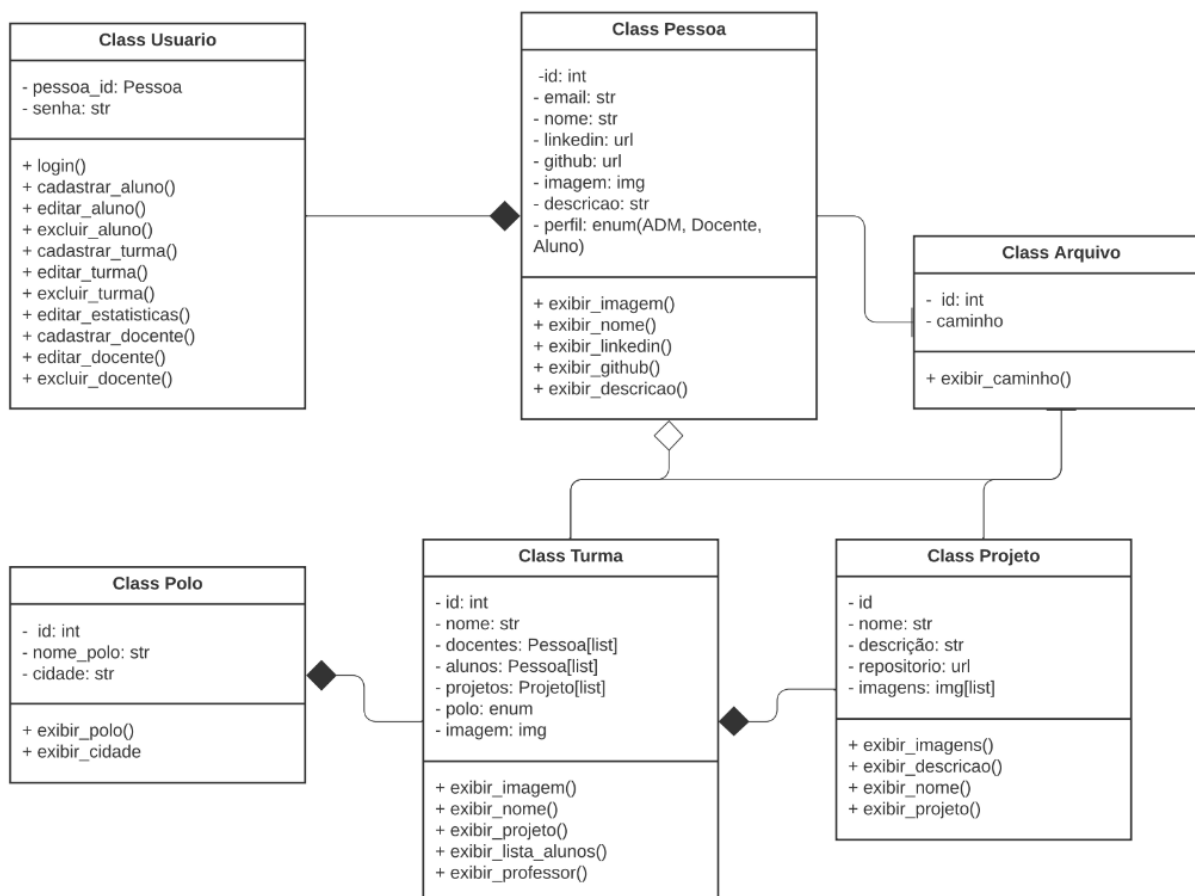 Class Usuario
- pessoa_id: Pessoa
- senha: str
+ login()
+ cadastrar_aluno()
+ editar_aluno()
+ excluir_aluno()
+ cadastrar_turma()
+ editar_turma()
+ excluir_turma()
+ editar_estatisticas()
+ cadastrar_docente()
+ editar_docente()
+ excluir_docente()
Class Pessoa
-id: int
- email: str
- nome: str
- linkedin: url
- github: url
- imagem: img
- descricao: str
- perfil: enum(ADM, Docente,
Aluno)
+ exibir_imagem()
+ exibir_nome()
+ exibir_linkedin()
+ exibir_github()
+ exibir_descricao()
Class Arquivo
- id: int
- caminho
+ exibir_caminho()
Class Polo
- id: int
- nome_polo: str
- cidade: str
+ exibir_polo()
+ exibir_cidade
Class Turma
- id: int
- nome: str
- docentes: Pessoa[list]
- alunos: Pessoa[list]
- projetos: Projeto[list]
- polo: enum
- imagem: img
+ exibir_imagem()
+ exibir_nome()
+ exibir_projeto()
+ exibir_lista_alunos()
+ exibir_professor()
Class Projeto
- id
- nome: str
- descrição: str
- repositorio: url
- imagens: img[list]
+ exibir_imagens()
+ exibir_descricao()
+ exibir_nome()
+ exibir_projeto()